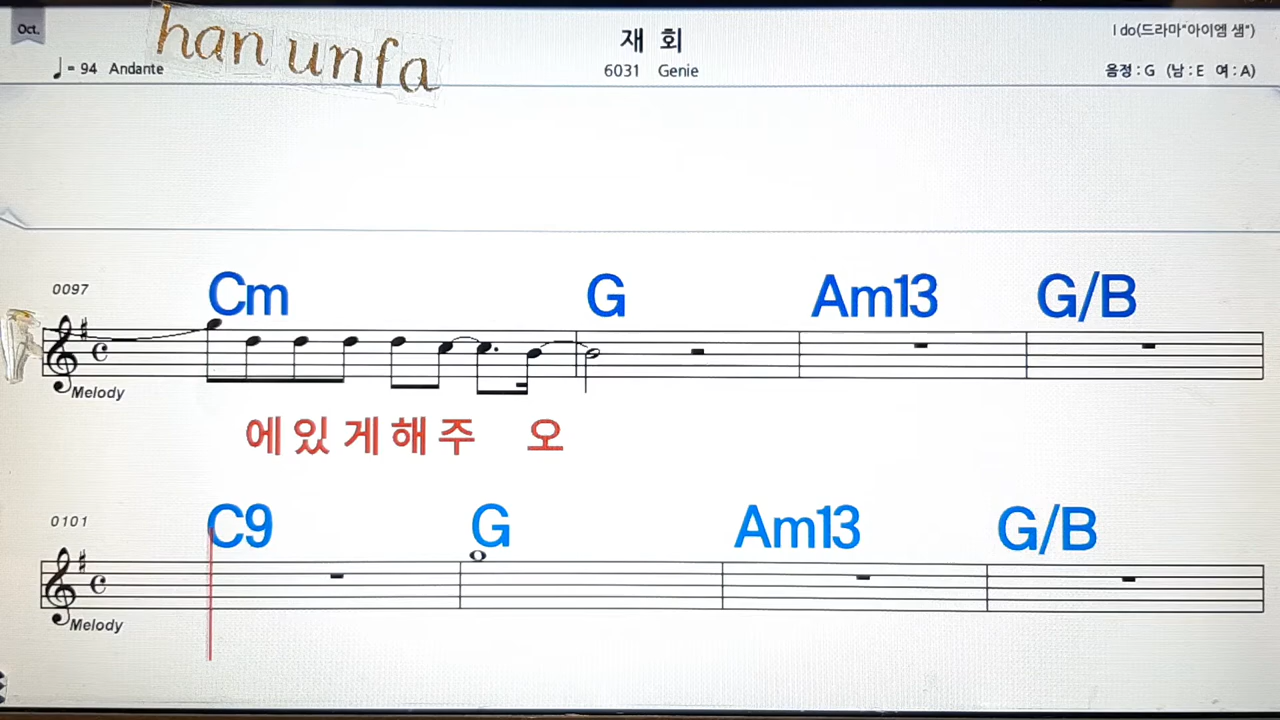 Oct.
han unfa
재 회
I do(드라마"아이엠 샘")
= 94 Andante
6031 Genie
음정 : G (남 : E 여 : A)
0097
Cm G Am13 G/B
Melody
에 있 게 해 주 오
0101
C9 G Am13 G/B
Melody